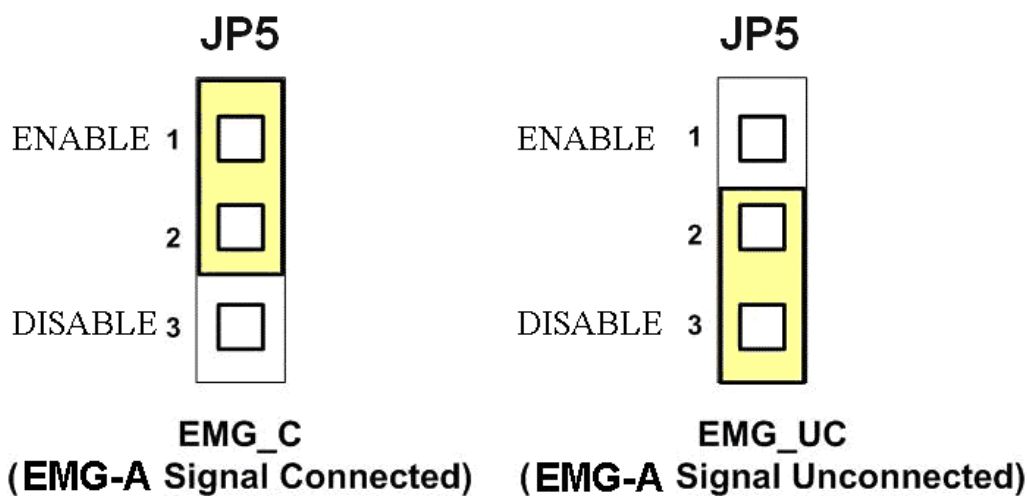 JP5
ENABLE 1
2
DISABLE 3
EMG_C
(EMG-A Signal Connected)
JP5
ENABLE 1
2
DISABLE 3
EMG_UC
(EMG-A Signal Unconnected)